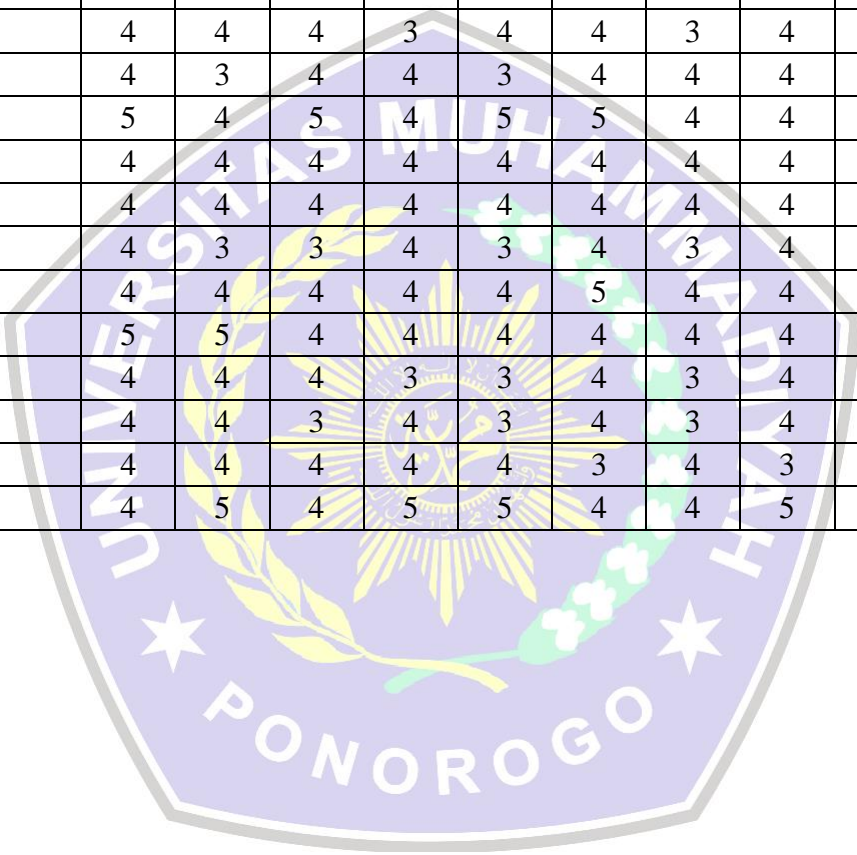 4 4 4 3 4 4 3 4
4 3 4 4 3 4 4 4
5 4 5 4 5 5 4 4
4 4 4 4 4 4 4 4
4 4 4 4 4 4 4 4
4 3 3 4 3 4 3 4
4 4 4 4 4 5 4 4
5 5 4 4 4 4 4 4
4 4 4 3 3 4 3 4
4 4 3 4 3 4 3 4
4 4 4 4 4 3 4 3
4 5 4 5 5 4 4 5
UNIVERSITAS MUHAMMADIYAH
PONOROGO